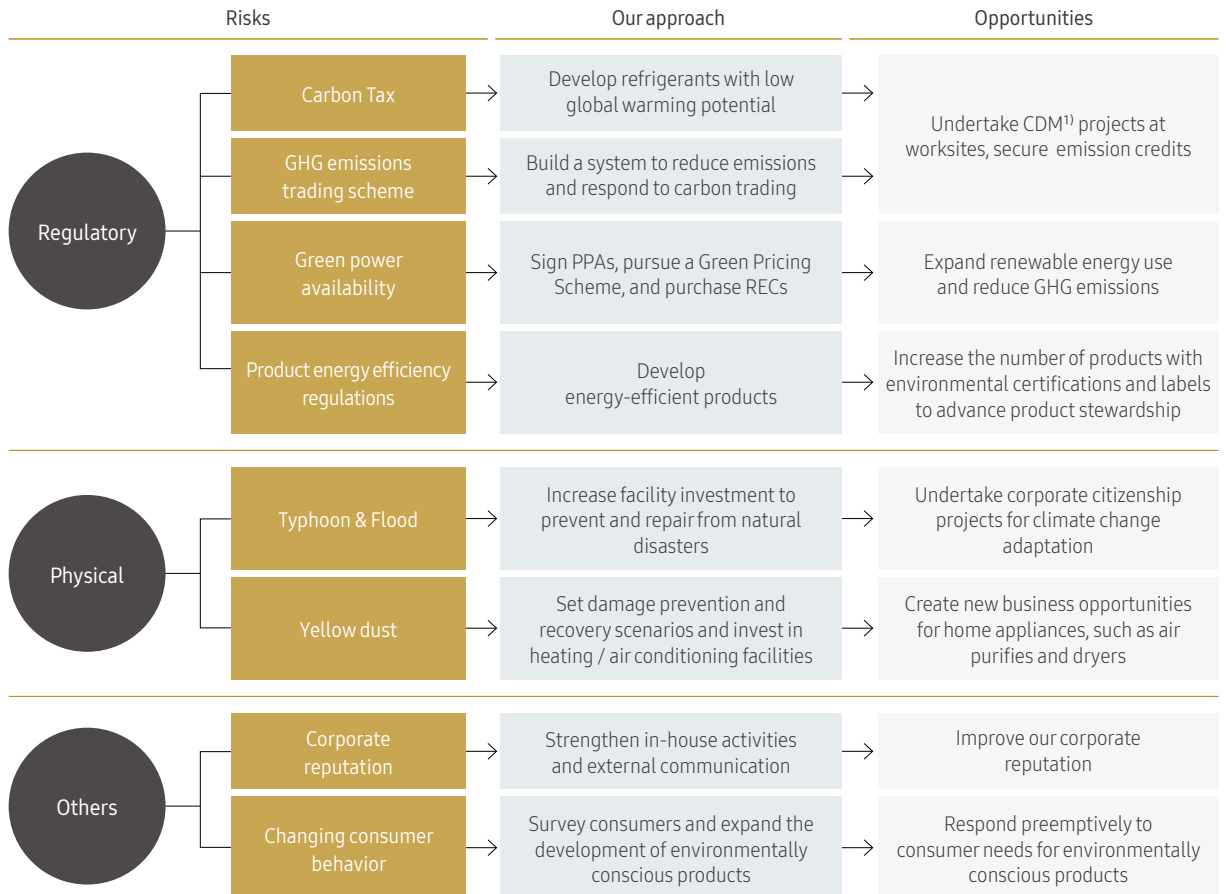 Risks
Our approach
Opportunities
Regulatory
Carbon Tax
Develop refrigerants with low
global warming potential
Undertake CDM¹⁾ projects at
worksites, secure emission credits
GHG emissions
trading scheme
Build a system to reduce emissions
and respond to carbon trading
Green power
availability
Sign PPAs, pursue a Green Pricing
Scheme, and purchase RECs
Expand renewable energy use
and reduce GHG emissions
Product energy efficiency
regulations
Develop
energy-efficient products
Increase the number of products with
environmental certifications and labels
to advance product stewardship
Physical
Typhoon & Flood
Increase facility investment to
prevent and repair from natural
disasters
Undertake corporate citizenship
projects for climate change
adaptation
Yellow dust
Set damage prevention and
recovery scenarios and invest in
heating / air conditioning facilities
Create new business opportunities
for home appliances, such as air
purifies and dryers
Others
Corporate
reputation
Strengthen in-house activities
and external communication
Improve our corporate
reputation
Changing consumer
behavior
Survey consumers and expand the
development of environmentally
conscious products
Respond preemptively to
consumer needs for environmentally
conscious products